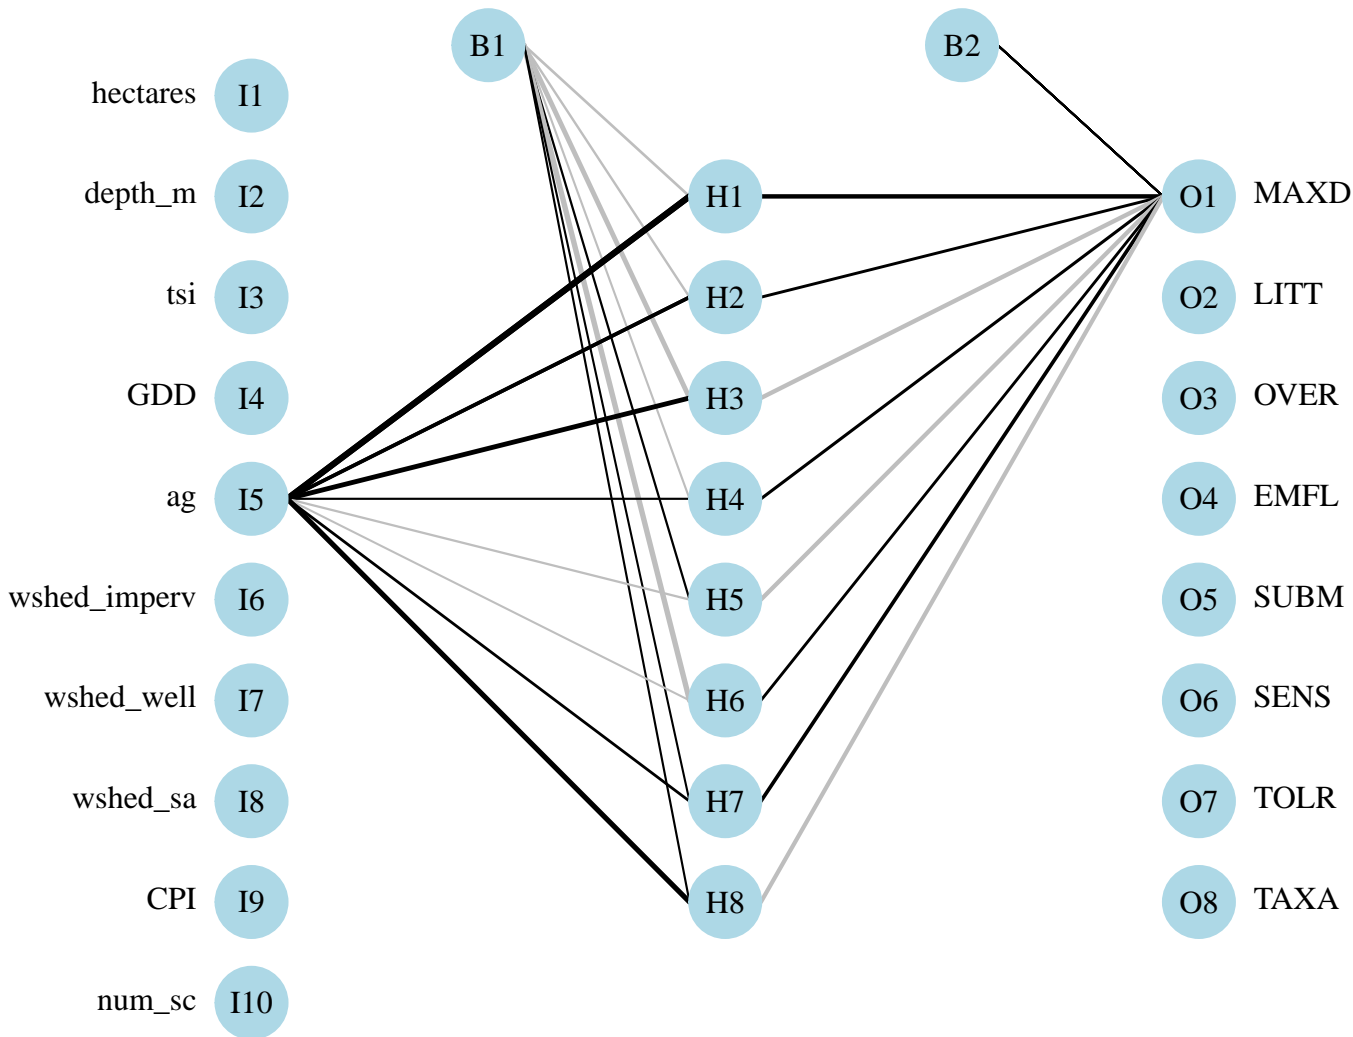 B1 B2
hectares I1
depth_m I2 H1 O1 MAXD
tsi I3 H2 O2 LITT
GDD I4 H3 O3 OVER
ag I5 H4 O4 EMFL
wshed_imperv I6 H5 O5 SUBM
wshed_well I7 H6 O6 SENS
wshed_sa I8 H7 O7 TOLR
CPI I9 H8 O8 TAXA
num_sc I10